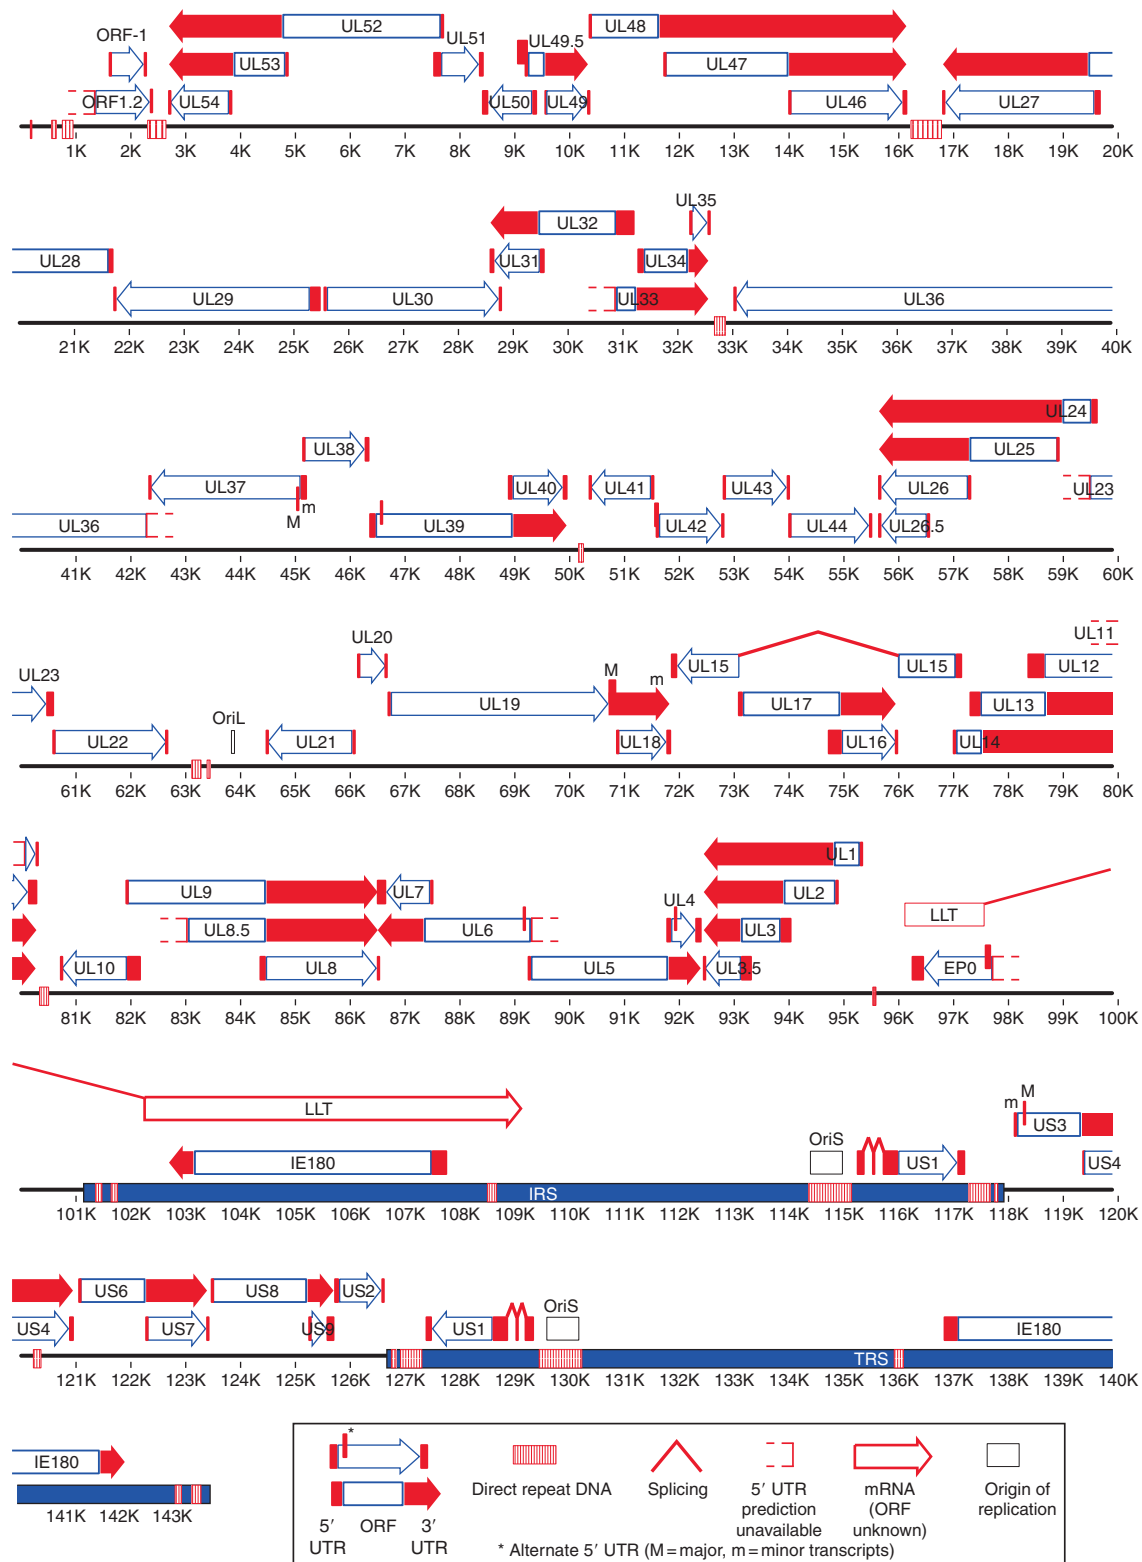 UL52
UL48
ORF-1
UL53
UL51
UL49.5
UL47
ORF1.2
UL54
UL50
UL49
UL46
UL27
1K 2K 3K 4K 5K 6K 7K 8K 9K 10K 11K 12K 13K 14K 15K 16K 17K 18K 19K 20K
UL35
UL32
UL28
UL31
UL34
UL29
UL30
UL33
UL36
21K 22K 23K 24K 25K 26K 27K 28K 29K 30K 31K 32K 33K 34K 35K 36K 37K 38K 39K 40K
UL24
UL38
UL25
UL37
M
m
UL40
UL41
UL43
UL26
UL23
UL36
UL39
UL42
UL44
UL26.5
41K 42K 43K 44K 45K 46K 47K 48K 49K 50K 51K 52K 53K 54K 55K 56K 57K 58K 59K 60K
UL20
UL11
UL23
M
m
UL15
UL15
UL12
UL19
UL17
UL13
OriL
UL22
UL21
UL18
UL16
UL14
61K 62K 63K 64K 65K 66K 67K 68K 69K 70K 71K 72K 73K 74K 75K 76K 77K 78K 79K 80K
UL1
UL9
UL7
UL4
UL2
UL8.5
UL6
UL3
LLT
UL10
UL8
UL5
UL3.5
EP0
81K 82K 83K 84K 85K 86K 87K 88K 89K 90K 91K 92K 93K 94K 95K 96K 97K 98K 99K 100K
LLT
m
M
US3
OriS
IE180
US1
US4
IRS
101K 102K 103K 104K 105K 106K 107K 108K 109K 110K 111K 112K 113K 114K 115K 116K 117K 118K 119K 120K
US6
US8
US2
OriS
US4
US7
US9
US1
IE180
TRS
121K 122K 123K 124K 125K 126K 127K 128K 129K 130K 131K 132K 133K 134K 135K 136K 137K 138K 139K 140K
IE180
141K 142K 143K
*
5′ UTR
ORF
3′ UTR
Direct repeat DNA
Splicing
5′ UTR
prediction
unavailable
mRNA
(ORF
unknown)
Origin of
replication
* Alternate 5′ UTR (M=major, m=minor transcripts)